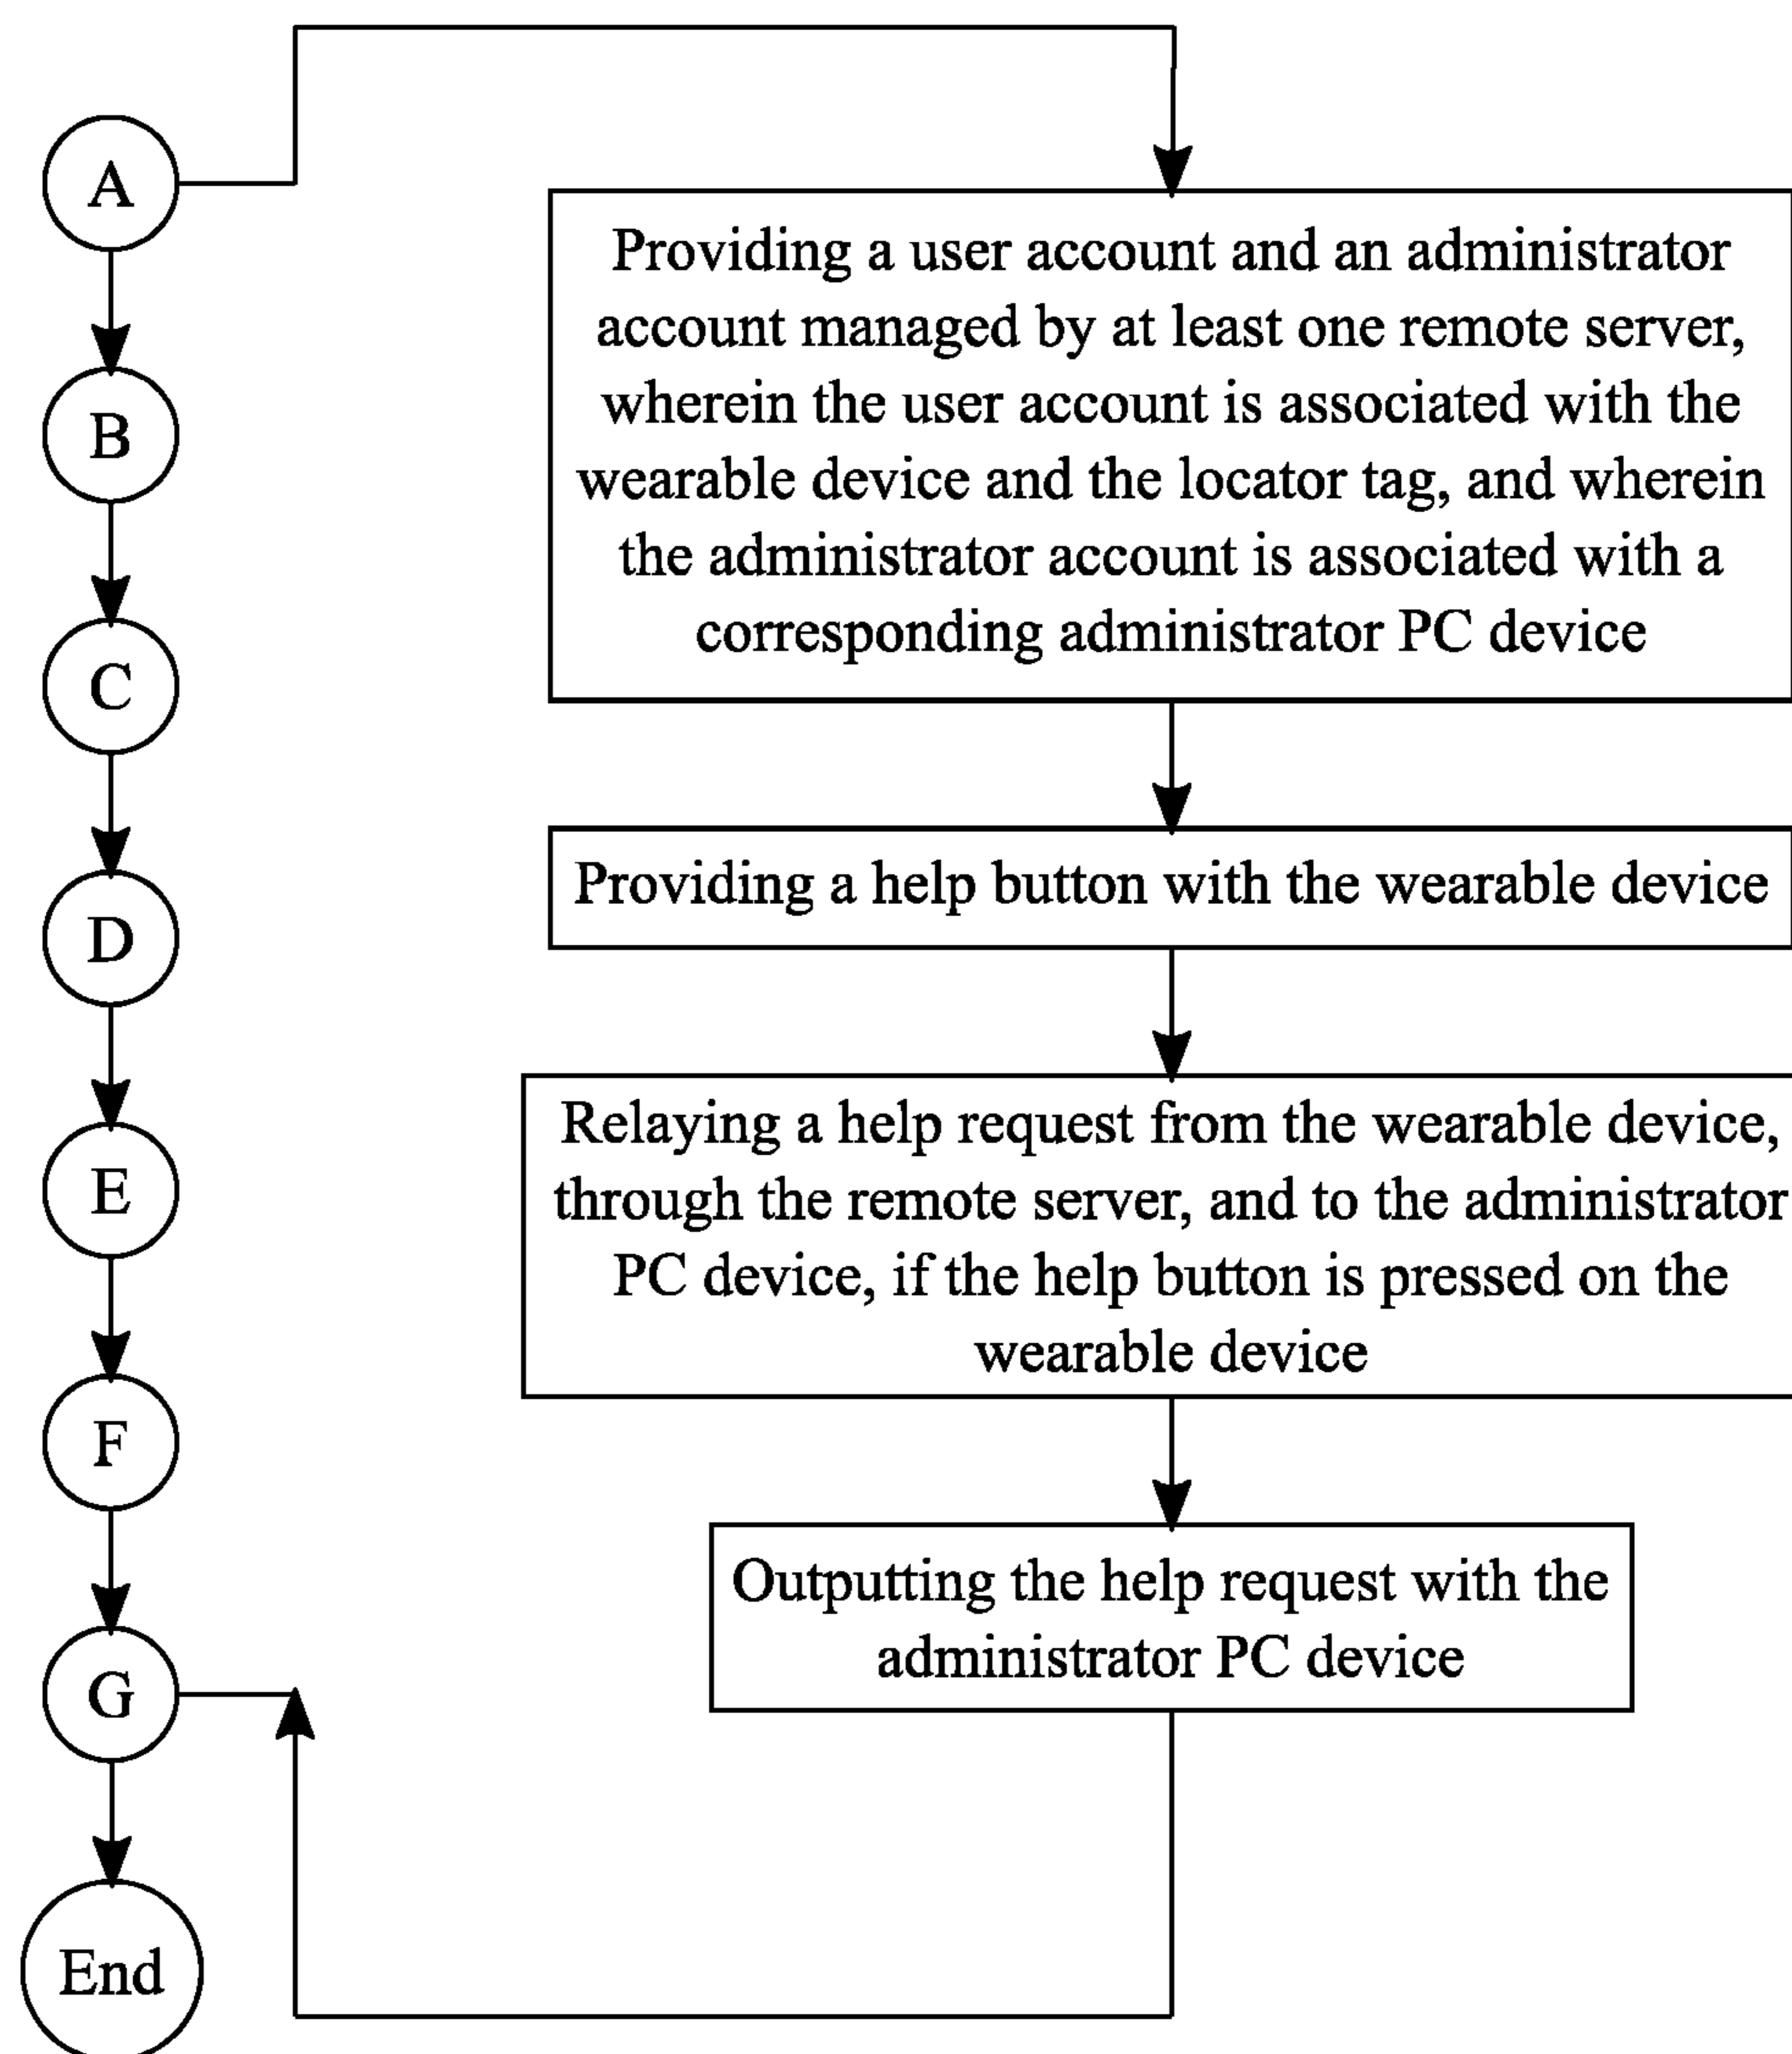 A
B
C
D
E
F
G
End
Providing a user account and an administrator
account managed by at least one remote server,
wherein the user account is associated with the
wearable device and the locator tag, and wherein
the administrator account is associated with a
corresponding administrator PC device
Providing a help button with the wearable device
Relaying a help request from the wearable device,
through the remote server, and to the administrator
PC device, if the help button is pressed on the
wearable device
Outputting the help request with the
administrator PC device